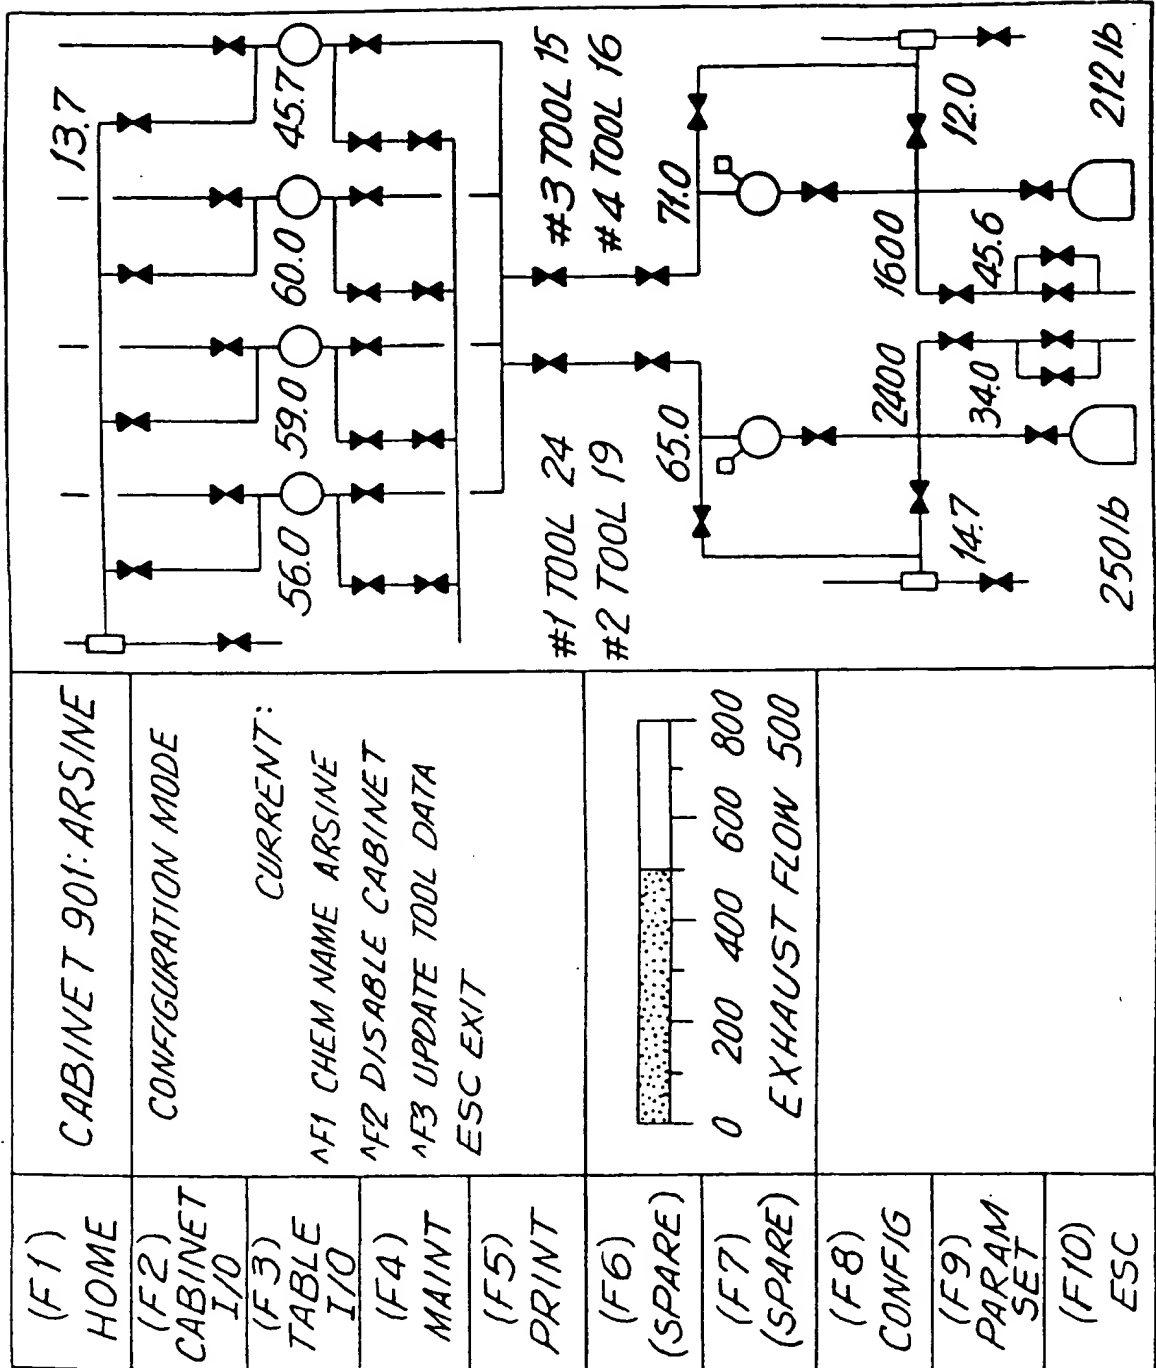 (F1)
HOME
(F2)
CABINET
I/O
(F3)
TABLE
I/O
(F4)
MAINT
(F5)
PRINT
(F6)
(SPARE)
(F7)
(SPARE)
(F8)
CONFIG
(F9)
PARAM.
SET
(F10)
ESC
CABINET 901: ARSINE
CONFIGURATION MODE
CURRENT:
^F1 CHEM NAME ARSINE
^F2 DISABLE CABINET
^F3 UPDATE TOOL DATA
ESC EXIT
0 200 400 600 800
EXHAUST FLOW 500
13.7
56.0 59.0 60.0 45.7
#1 TOOL 24 #3 TOOL 15
#2 TOOL 19 #4 TOOL 16
65.0 71.0
2400 1600
14.7 34.0 45.6 12.0
250 lb 212 lb